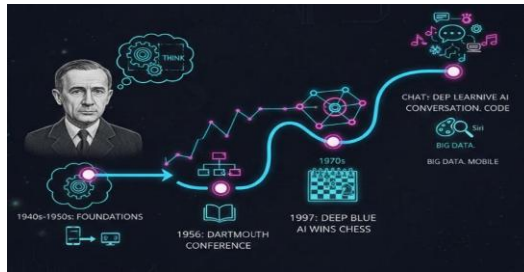 THINK
1940s-1950s: FOUNDATIONS
1956: DARTMOUTH
CONFERENCE
1970s
1997: DEEP BLUE
AI WINS CHESS
CHAT: DEP LEARNIVE AI
CONVERSATION. CODE
Siri
BIG DATA.
BIG DATA, MOBILE